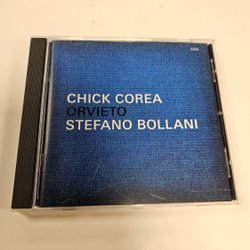 CHICK COREA
ORVIETO
STEFANO BOLLANI